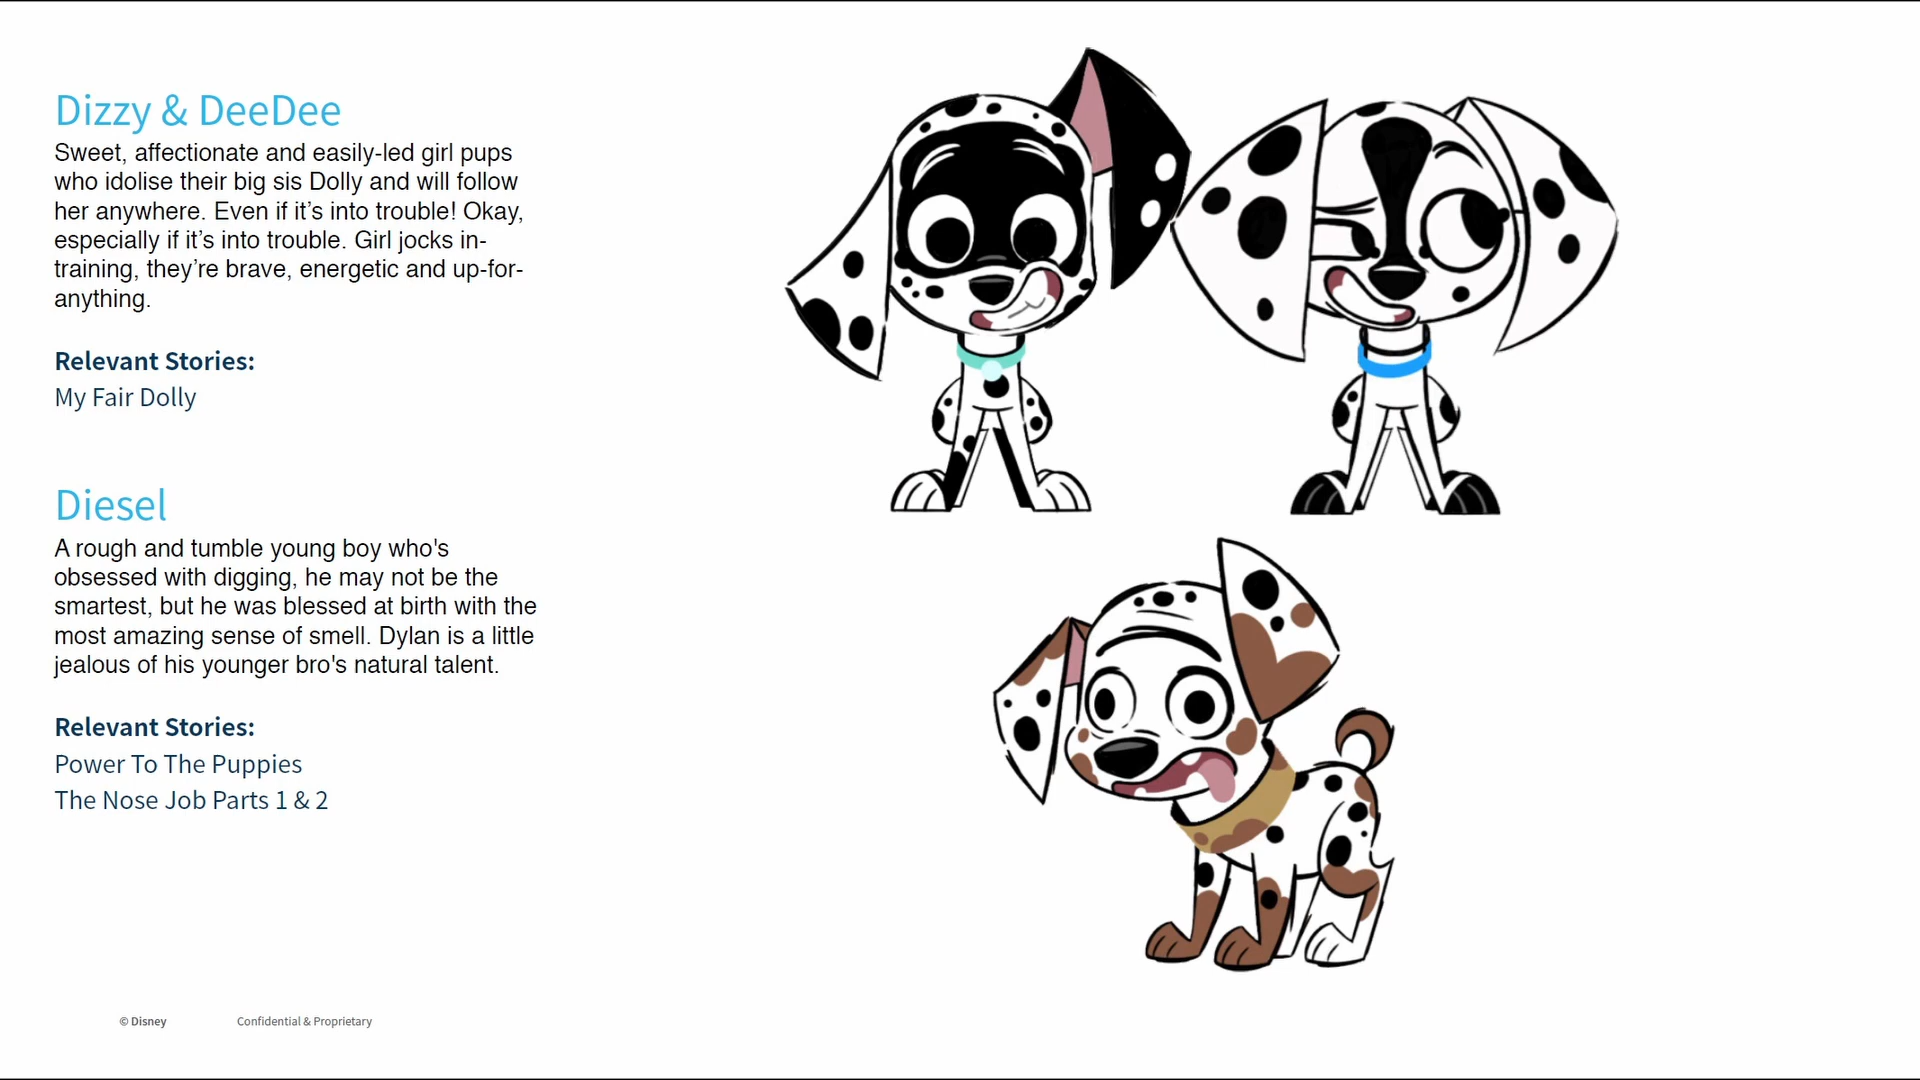 Dizzy & DeeDee
Sweet, affectionate and easily-led girl pups
who idolise their big sis Dolly and will follow
her anywhere. Even if it’s into trouble! Okay,
especially if it’s into trouble. Girl jocks in-
training, they’re brave, energetic and up-for-
anything.
Relevant Stories:
My Fair Dolly
Diesel
A rough and tumble young boy who's
obsessed with digging, he may not be the
smartest, but he was blessed at birth with the
most amazing sense of smell. Dylan is a little
jealous of his younger bro's natural talent.
Relevant Stories:
Power To The Puppies
The Nose Job Parts 1 & 2
© Disney Confidential & Proprietary